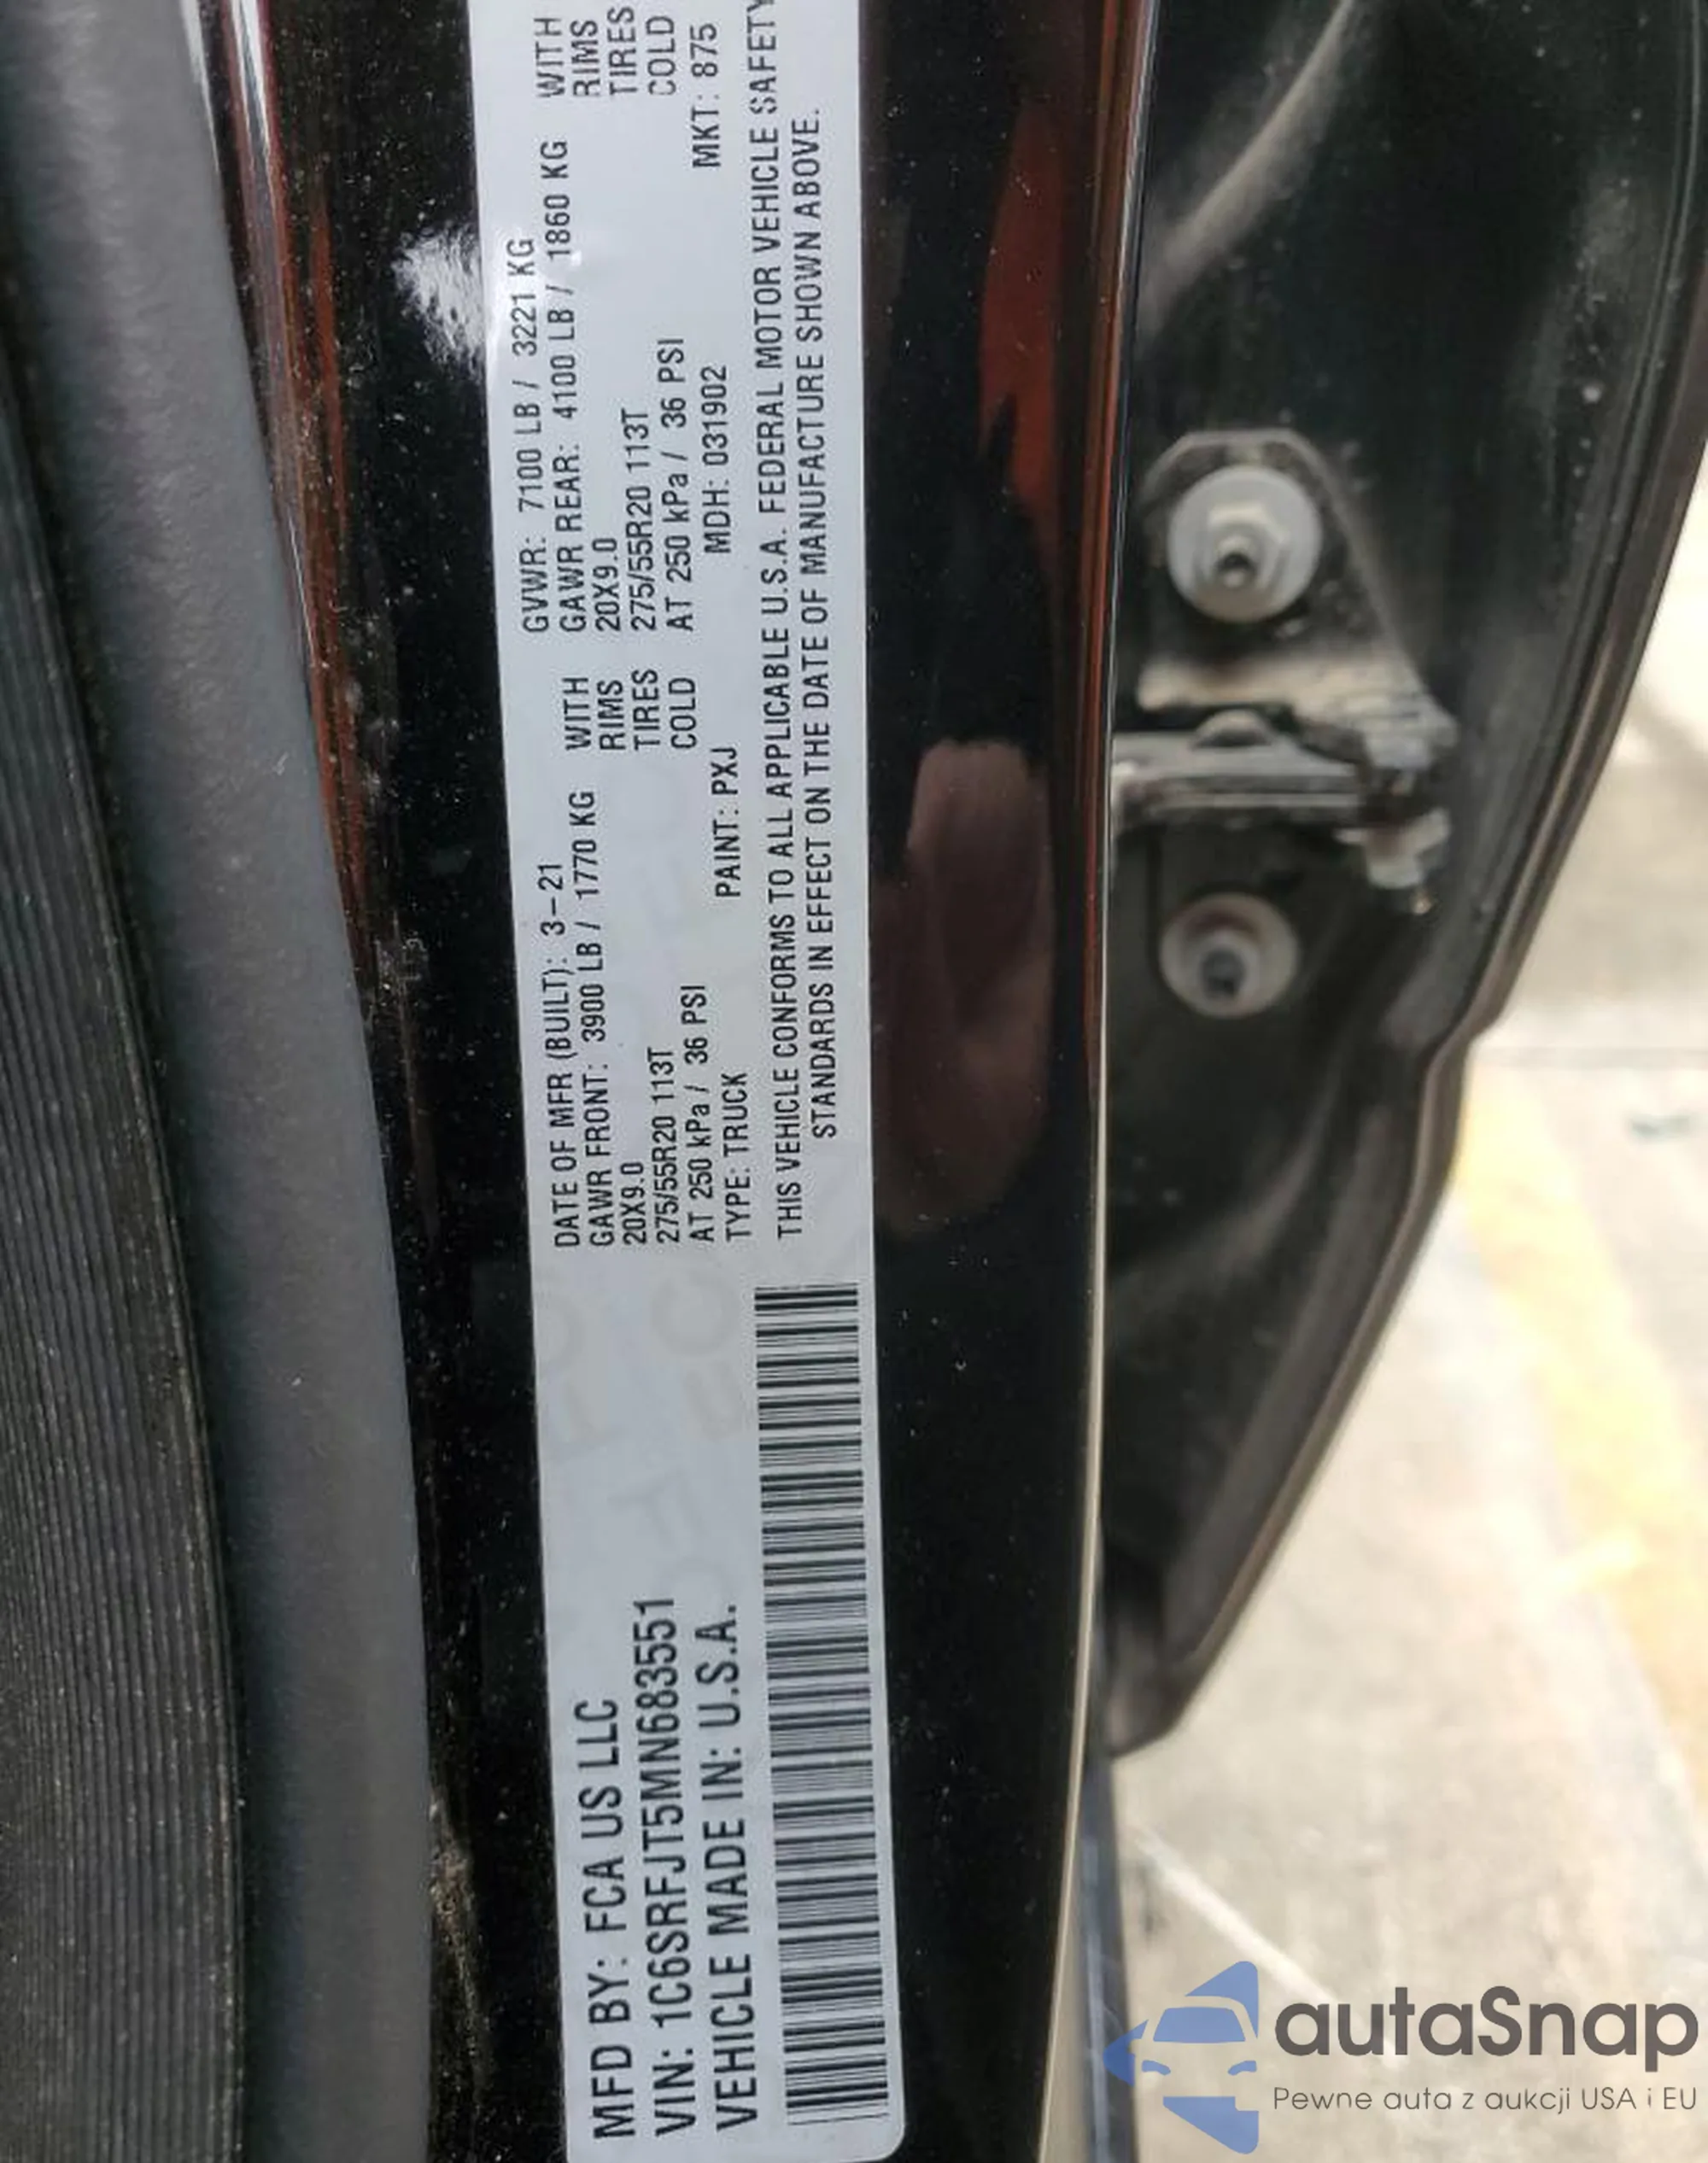 MFD BY: FCA US LLC
VIN: 1C6SRFJT5MN683551
VEHICLE MADE IN: U.S.A.
DATE OF MFR (BUILT): 3-21 GVWR: 7100 LB / 3221 KG
GAWR FRONT: 3900 LB / 1770 KG WITH GAWR REAR: 4100 LB / 1860 KG WITH
20X9.0 RIMS 20X9.0 RIMS
275/55R20 113T TIRES 275/55R20 113T TIRES
AT 250 kPa / 36 PSI COLD AT 250 kPa / 36 PSI COLD
TYPE: TRUCK PAINT: PXJ MDH: 031902 MKT: 875
THIS VEHICLE CONFORMS TO ALL APPLICABLE U.S.A. FEDERAL MOTOR VEHICLE SAFETY
STANDARDS IN EFFECT ON THE DATE OF MANUFACTURE SHOWN ABOVE.
autaSnap
Pewne auta z aukcji USA i EU